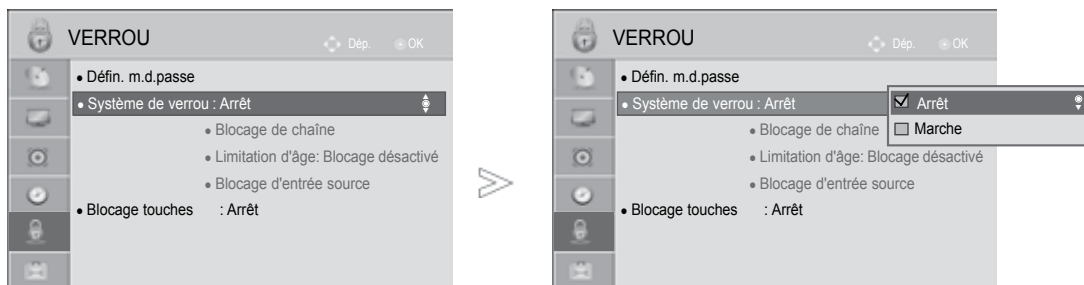 VERROU
Dép. OK
• Défin. m.d.passe
• Système de verrou : Arrêt
• Blocage de chaîne
• Limitation d'âge: Blocage désactivé
• Blocage d'entrée source
• Blocage touches : Arrêt
VERROU
Dép. OK
• Défin. m.d.passe
• Système de verrou : Arrêt
Arrêt
• Blocage de chaîne
Marche
• Limitation d'âge: Blocage désactivé
• Blocage d'entrée source
• Blocage touches : Arrêt